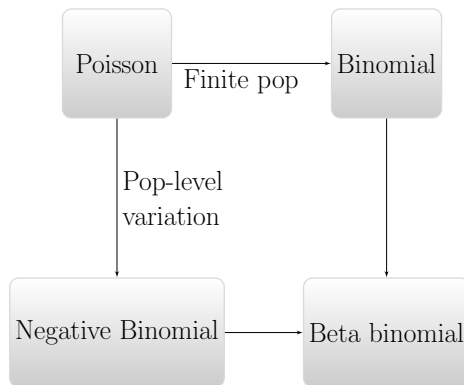 Poisson
Binomial
Finite pop
Pop-level
variation
Negative Binomial
Beta binomial